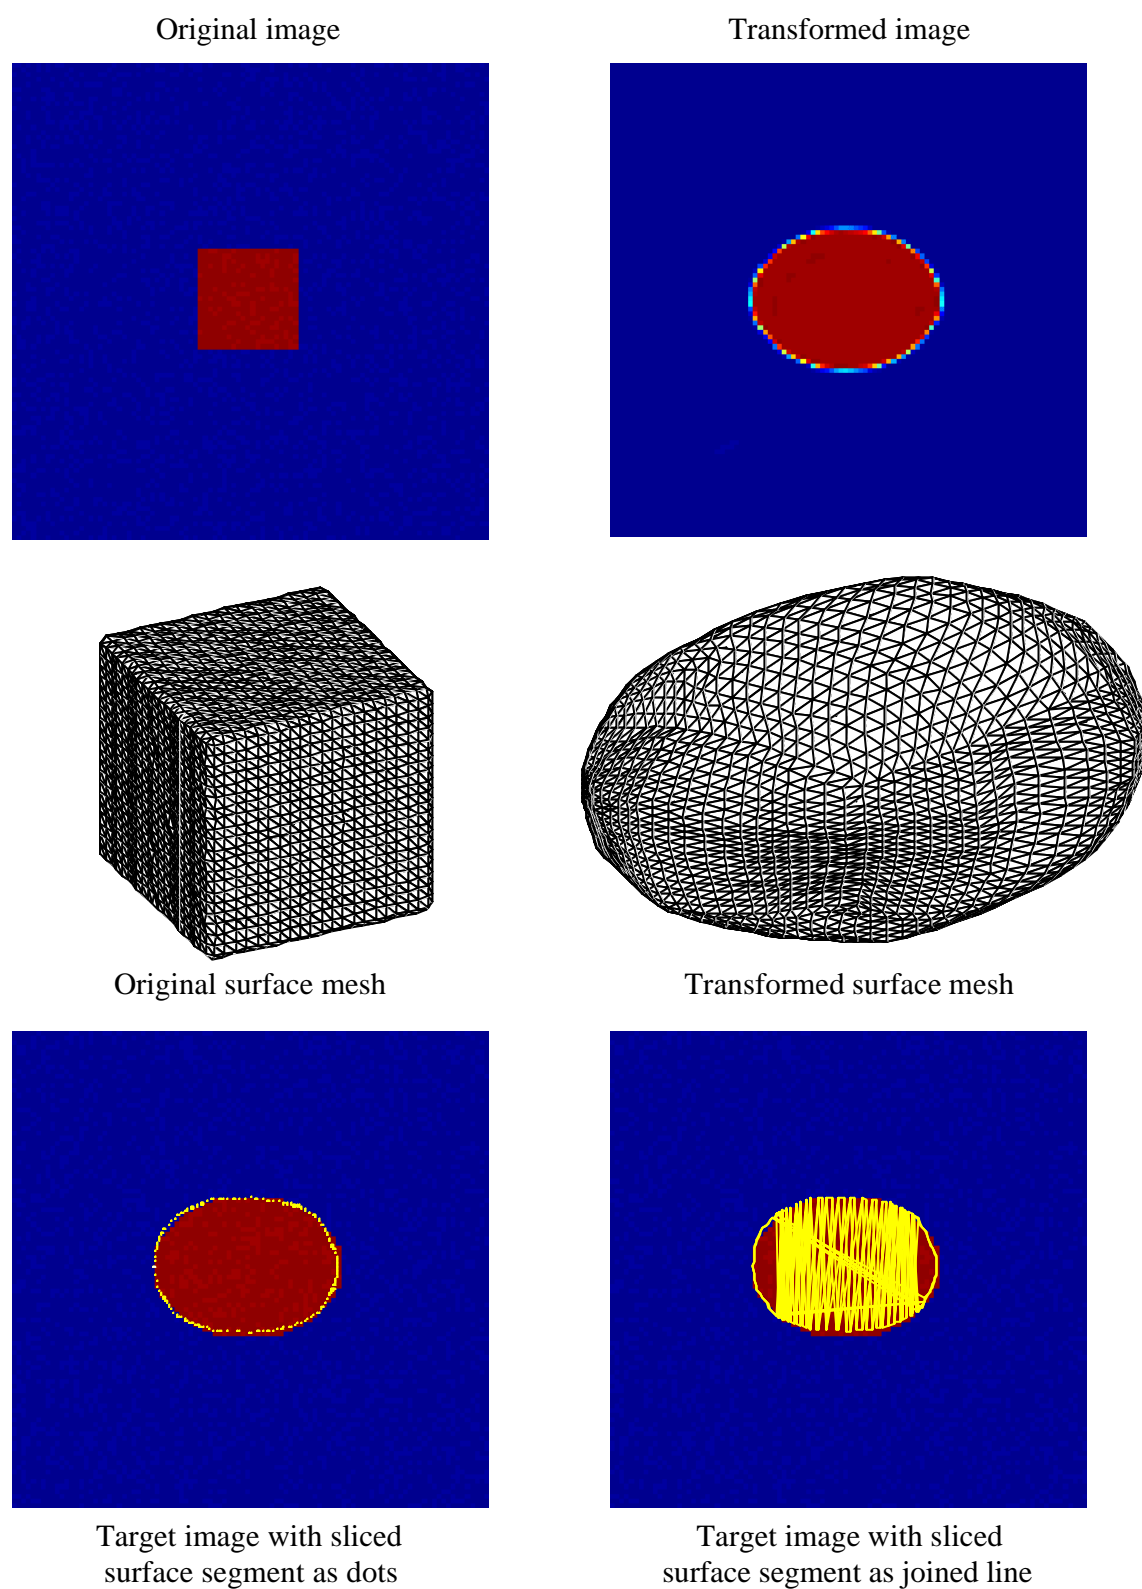 Original image
Transformed image
Original surface mesh
Transformed surface mesh
Target image with sliced
surface segment as dots
Target image with sliced
surface segment as joined line